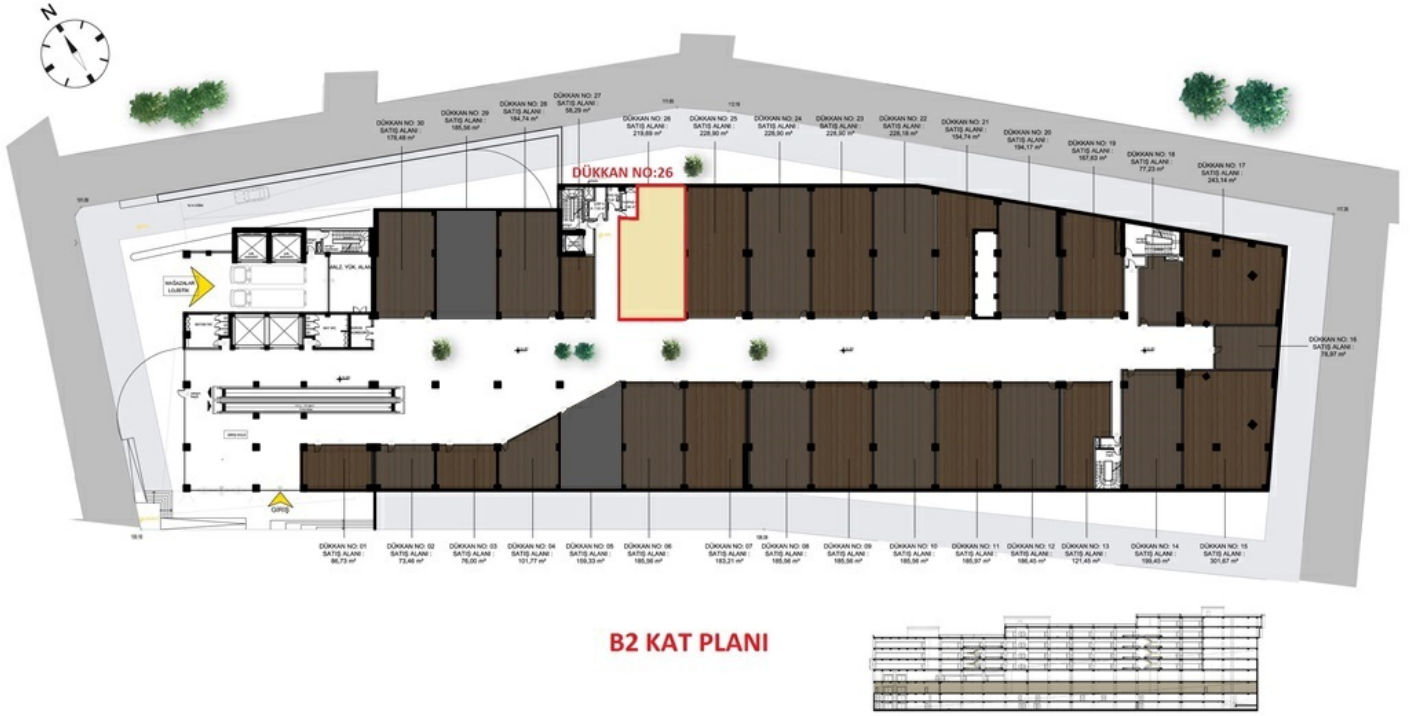 N
DÜKKAN NO: 30
SATIŞ ALANI :
178,48 m²
DÜKKAN NO: 29
SATIŞ ALANI :
185,56 m²
DÜKKAN NO: 28
SATIŞ ALANI :
184,74 m²
DÜKKAN NO: 27
SATIŞ ALANI :
58,29 m²
DÜKKAN NO: 26
SATIŞ ALANI :
219,69 m²
DÜKKAN NO: 25
SATIŞ ALANI :
228,90 m²
DÜKKAN NO: 24
SATIŞ ALANI :
228,90 m²
DÜKKAN NO: 23
SATIŞ ALANI :
228,90 m²
DÜKKAN NO: 22
SATIŞ ALANI :
228,18 m²
DÜKKAN NO: 21
SATIŞ ALANI :
154,74 m²
DÜKKAN NO: 20
SATIŞ ALANI :
194,17 m²
DÜKKAN NO: 19
SATIŞ ALANI :
167,63 m²
DÜKKAN NO: 18
SATIŞ ALANI :
77,23 m²
DÜKKAN NO: 17
SATIŞ ALANI :
243,14 m²
DÜKKAN NO:26
MAĞAZALAR
LOJİSTİK
MALZ. YÜK. ALANI
DÜKKAN NO: 16
SATIŞ ALANI :
78,97 m²
GİRİŞ
DÜKKAN NO: 01
SATIŞ ALANI :
86,73 m²
DÜKKAN NO: 02
SATIŞ ALANI :
73,46 m²
DÜKKAN NO: 03
SATIŞ ALANI :
76,00 m²
DÜKKAN NO: 04
SATIŞ ALANI :
101,77 m²
DÜKKAN NO: 05
SATIŞ ALANI :
159,33 m²
DÜKKAN NO: 06
SATIŞ ALANI :
185,56 m²
DÜKKAN NO: 07
SATIŞ ALANI :
183,21 m²
DÜKKAN NO: 08
SATIŞ ALANI :
185,56 m²
DÜKKAN NO: 09
SATIŞ ALANI :
185,56 m²
DÜKKAN NO: 10
SATIŞ ALANI :
185,56 m²
DÜKKAN NO: 11
SATIŞ ALANI :
185,97 m²
DÜKKAN NO: 12
SATIŞ ALANI :
186,45 m²
DÜKKAN NO: 13
SATIŞ ALANI :
121,45 m²
DÜKKAN NO: 14
SATIŞ ALANI :
199,45 m²
DÜKKAN NO: 15
SATIŞ ALANI :
301,67 m²
B2 KAT PLANI